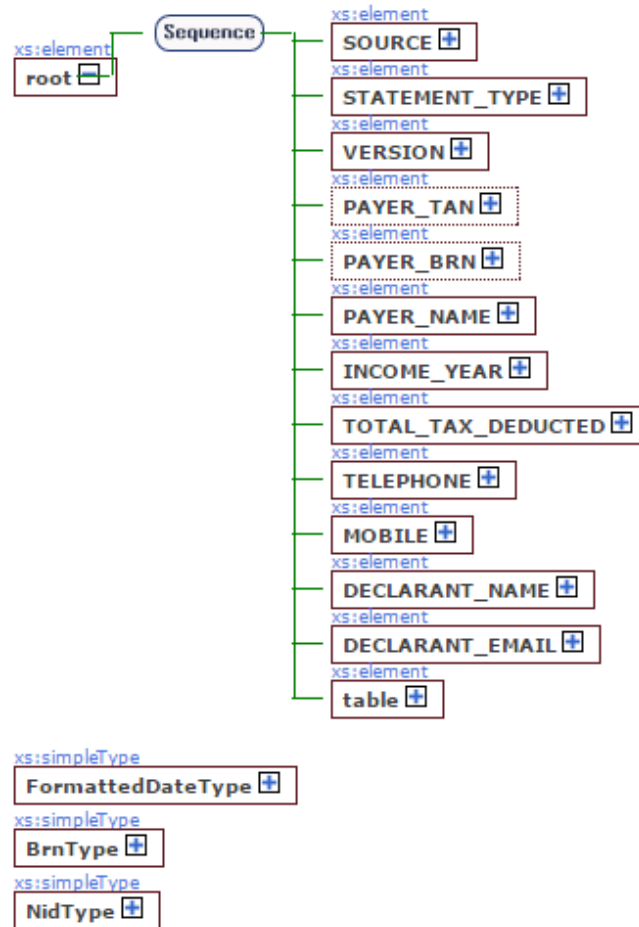 xs:element
root
Sequence
xs:element
SOURCE
xs:element
STATEMENT_TYPE
xs:element
VERSION
xs:element
PAYER_TAN
xs:element
PAYER_BRN
xs:element
PAYER_NAME
xs:element
INCOME_YEAR
xs:element
TOTAL_TAX_DEDUCTED
xs:element
TELEPHONE
xs:element
MOBILE
xs:element
DECLARANT_NAME
xs:element
DECLARANT_EMAIL
xs:element
table
xs:simpleType
FormattedDateType
xs:simpleType
BrnType
xs:simpleType
NidType